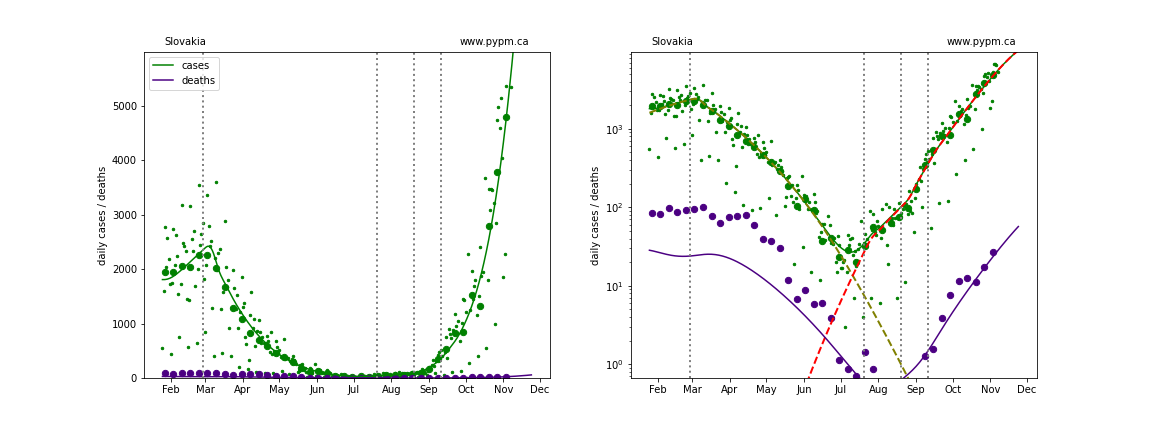 Slovakia www.pypm.ca
cases
deaths
daily cases / deaths
5000
4000
3000
2000
1000
0
Feb Mar Apr May Jun Jul Aug Sep Oct Nov Dec
Slovakia www.pypm.ca
daily cases / deaths
10³
10²
10¹
10⁰
Feb Mar Apr May Jun Jul Aug Sep Oct Nov Dec